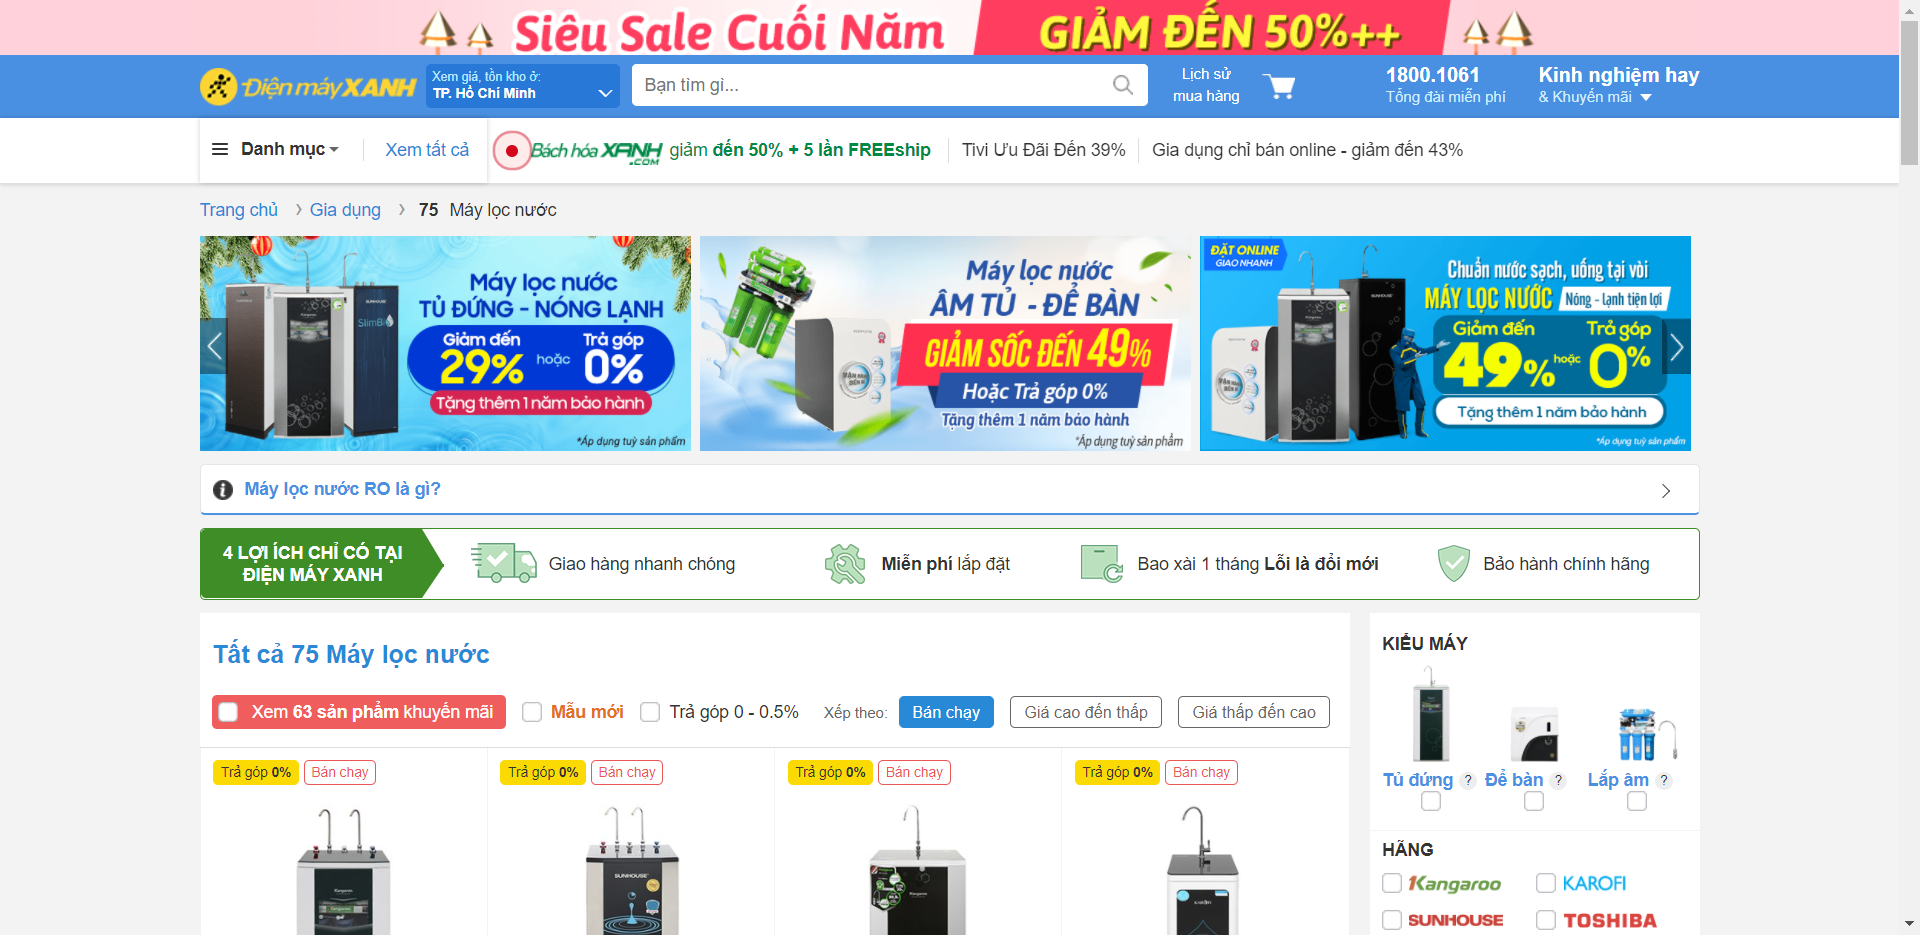 Siêu Sale Cuối Năm GIẢM ĐẾN 50%++
Điện máy XANH
Xem giá, tồn kho ở:
TP. Hồ Chí Minh
Bạn tìm gì...
Lịch sử
mua hàng
1800.1061
Tổng đài miễn phí
Kinh nghiệm hay
& Khuyến mãi
Danh mục
Xem tất cả
Bách hóa XANH .COM giảm đến 50% + 5 lần FREEship
Tivi Ưu Đãi Đến 39%
Gia dụng chỉ bán online - giảm đến 43%
Trang chủ › Gia dụng › 75 Máy lọc nước
Máy lọc nước
TỦ ĐỨNG - NÓNG LẠNH
Giảm đến
29%
hoặc
Trả góp
0%
Tặng thêm 1 năm bảo hành
*Áp dụng tuỳ sản phẩm
Máy lọc nước
ÂM TỦ - ĐỂ BÀN
GIẢM SỐC ĐẾN 49%
Hoặc Trả góp 0%
Tặng thêm 1 năm bảo hành
*Áp dụng tuỳ sản phẩm
ĐẶT ONLINE
GIAO NHANH
Chuẩn nước sạch, uống tại vòi
MÁY LỌC NƯỚC Nóng - lạnh tiện lợi
Giảm đến
49%
hoặc
Trả góp
0%
Tặng thêm 1 năm bảo hành
*Áp dụng tuỳ sản phẩm
Máy lọc nước RO là gì?
4 LỢI ÍCH CHỈ CÓ TẠI
ĐIỆN MÁY XANH
Giao hàng nhanh chóng
Miễn phí lắp đặt
Bao xài 1 tháng Lỗi là đổi mới
Bảo hành chính hãng
Tất cả 75 Máy lọc nước
Xem 63 sản phẩm khuyến mãi
Mẫu mới
Trả góp 0 - 0.5%
Xếp theo:
Bán chạy
Giá cao đến thấp
Giá thấp đến cao
Trả góp 0% Bán chạy
Trả góp 0% Bán chạy
Trả góp 0% Bán chạy
Trả góp 0% Bán chạy
Kangaroo
SUNHOUSE
Kangaroo
KAROFI
KIỂU MÁY
Tủ đứng ?
Để bàn ?
Lắp âm ?
HÃNG
Kangaroo
KAROFI
SUNHOUSE
TOSHIBA